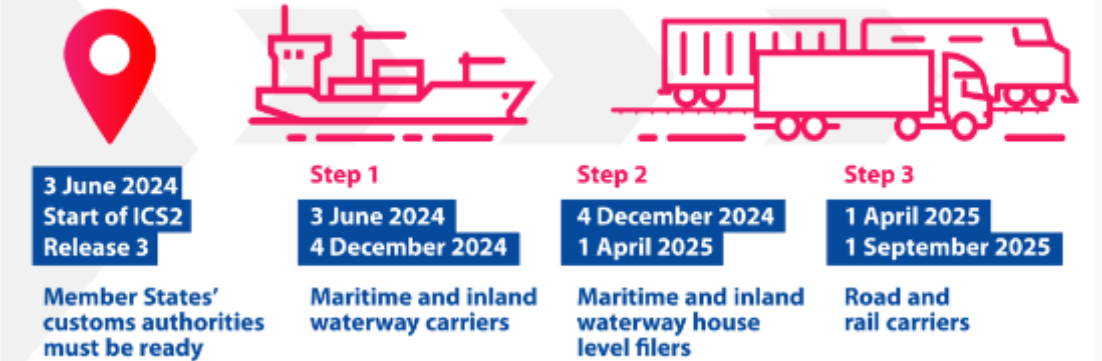 3 June 2024
Start of ICS2
Release 3
Member States'
customs authorities
must be ready
Step 1
3 June 2024
4 December 2024
Maritime and inland
waterway carriers
Step 2
4 December 2024
1 April 2025
Maritime and inland
waterway house
level filers
Step 3
1 April 2025
1 September 2025
Road and
rail carriers